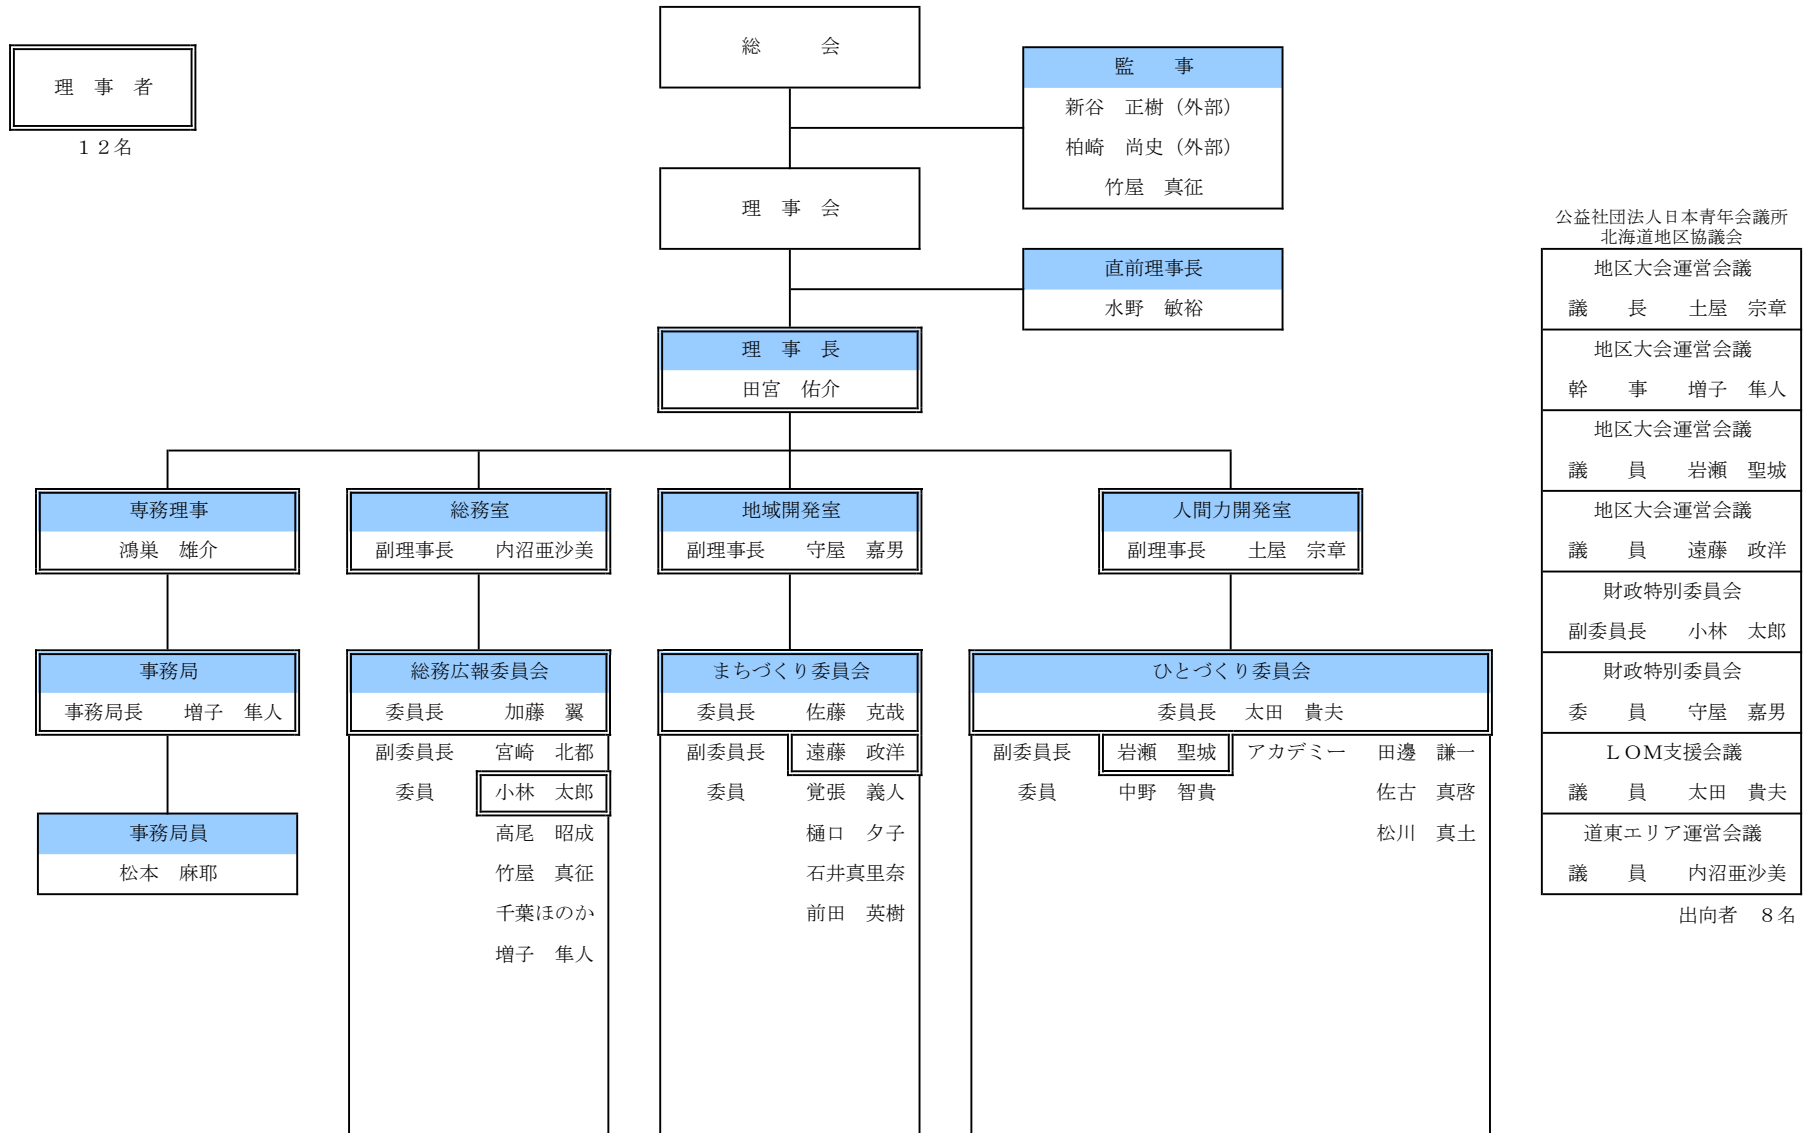 総　会
理　事　者
１２名
監　事
新谷　正樹（外部）
柏崎　尚史（外部）
竹屋　真征
理　事　会
直前理事長
水野　敏裕
理　事　長
田宮　佑介
専務理事
鴻巣　雄介
総務室
副理事長　内沼亜沙美
地域開発室
副理事長　守屋　嘉男
人間力開発室
副理事長　土屋　宗章
事務局
事務局長　増子　隼人
事務局員
松本　麻耶
総務広報委員会
委員長　加藤　翼
副委員長　宮崎　北都
委員　小林　太郎
高尾　昭成
竹屋　真征
千葉ほのか
増子　隼人
まちづくり委員会
委員長　佐藤　克哉
副委員長　遠藤　政洋
委員　覚張　義人
樋口　夕子
石井真里奈
前田　英樹
ひとづくり委員会
委員長　太田　貴夫
副委員長　岩瀬　聖城　アカデミー　田邊　謙一
委員　中野　智貴　佐古　真啓
松川　真土
公益社団法人日本青年会議所
北海道地区協議会
地区大会運営会議
議　長　土屋　宗章
地区大会運営会議
幹　事　増子　隼人
地区大会運営会議
議　員　岩瀬　聖城
地区大会運営会議
議　員　遠藤　政洋
財政特別委員会
副委員長　小林　太郎
財政特別委員会
委　員　守屋　嘉男
ＬＯＭ支援会議
議　員　太田　貴夫
道東エリア運営会議
議　員　内沼亜沙美
出向者　８名